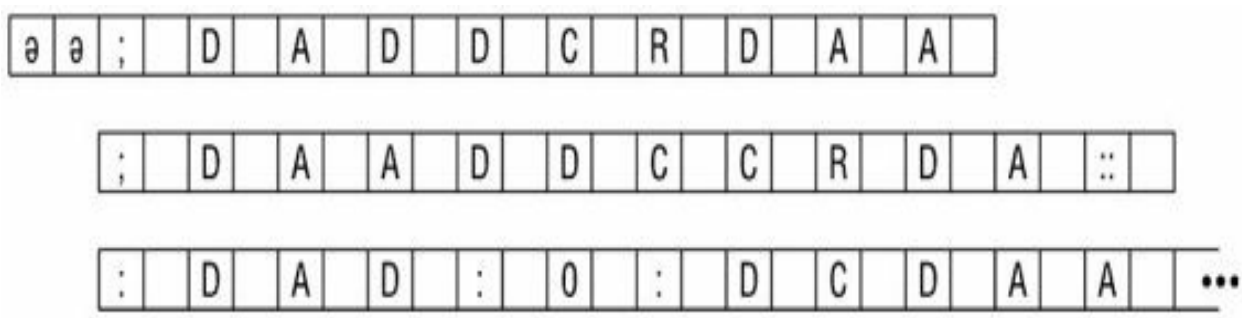 ə ə ; D A D D C R D A A
; D A A D D C C R D A ::
: D A D : 0 : D C D A A ...